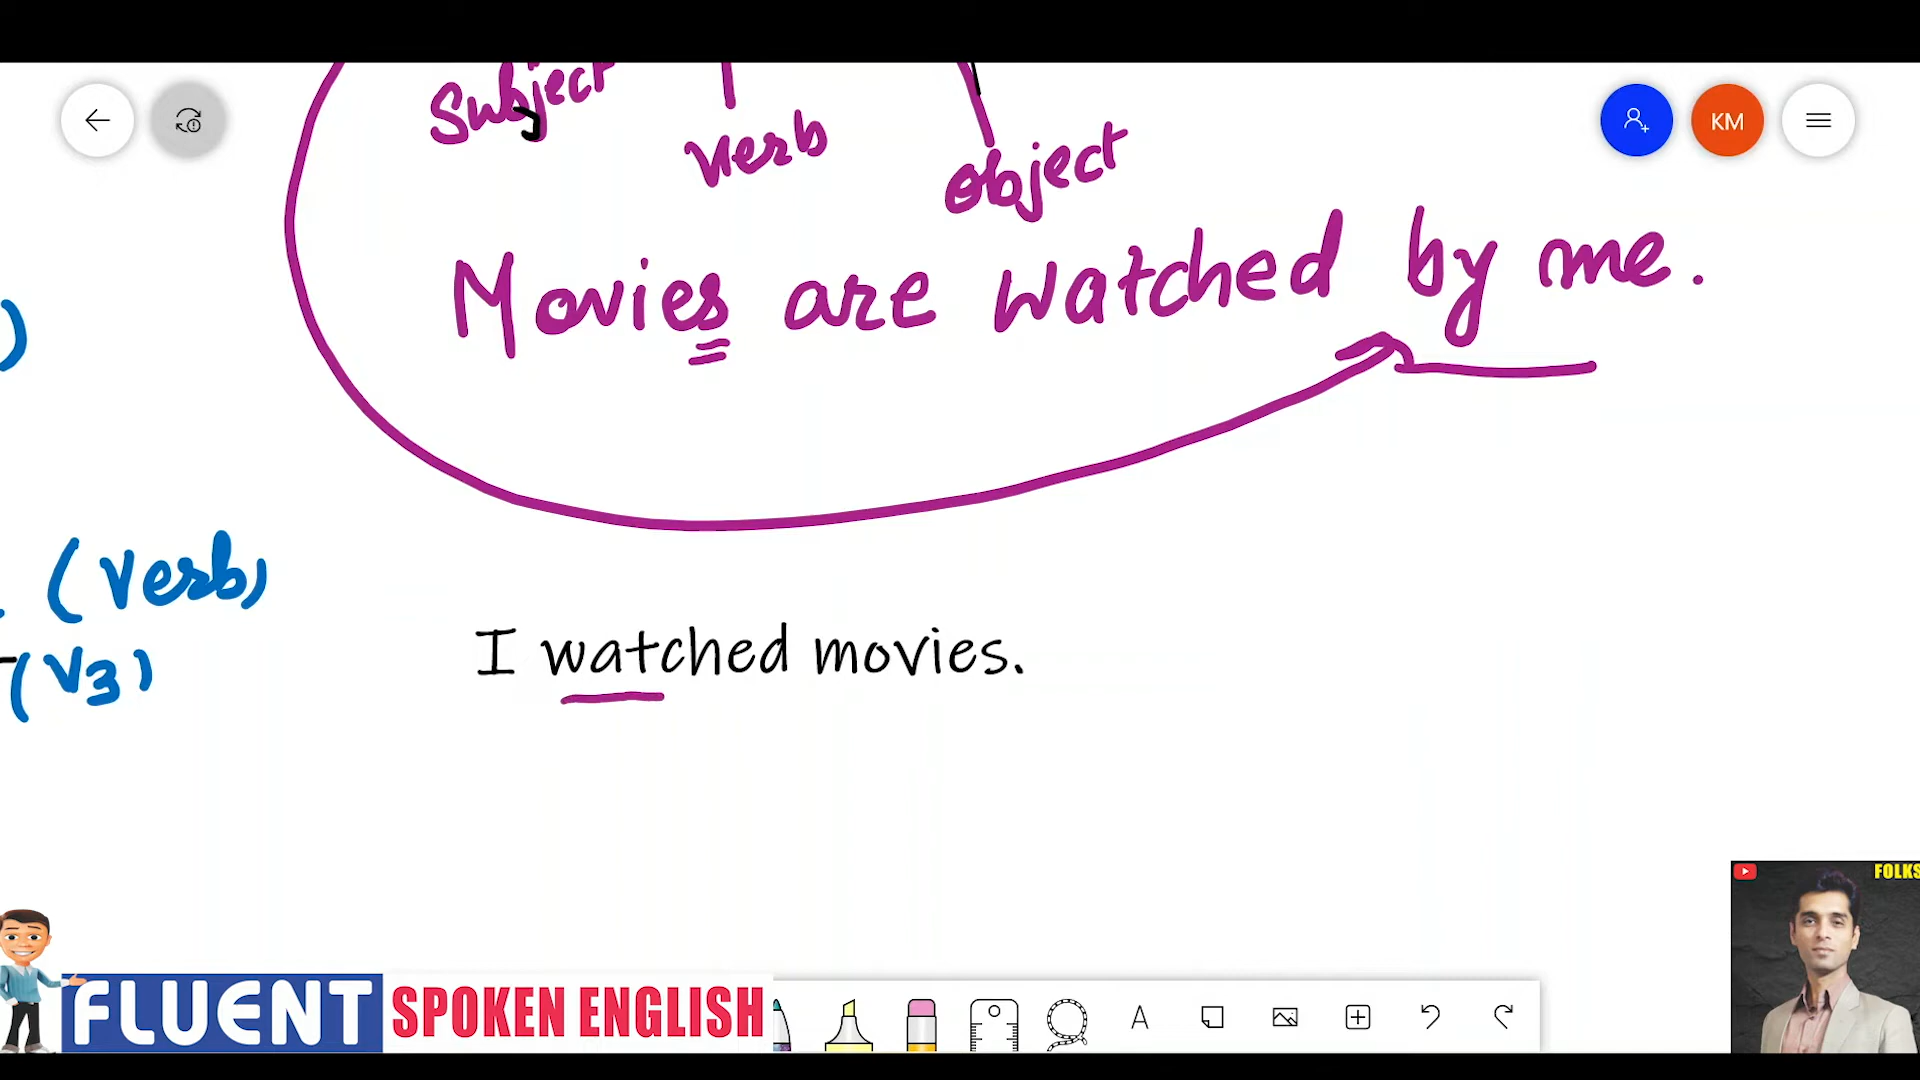 KM
Subject
Verb
Object
Movies are watched by me.
)
(Verb)
(V3)
I watched movies.
FOLKS
FLUENT SPOKEN ENGLISH
A